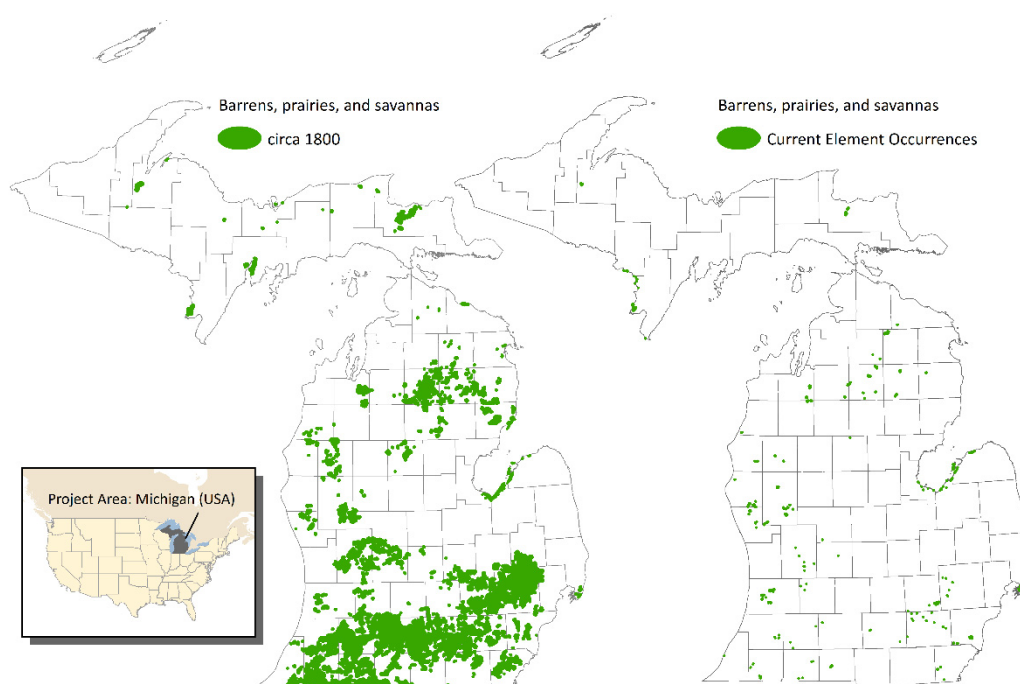 Barrens, prairies, and savannas
circa 1800
Barrens, prairies, and savannas
Current Element Occurrences
Project Area: Michigan (USA)